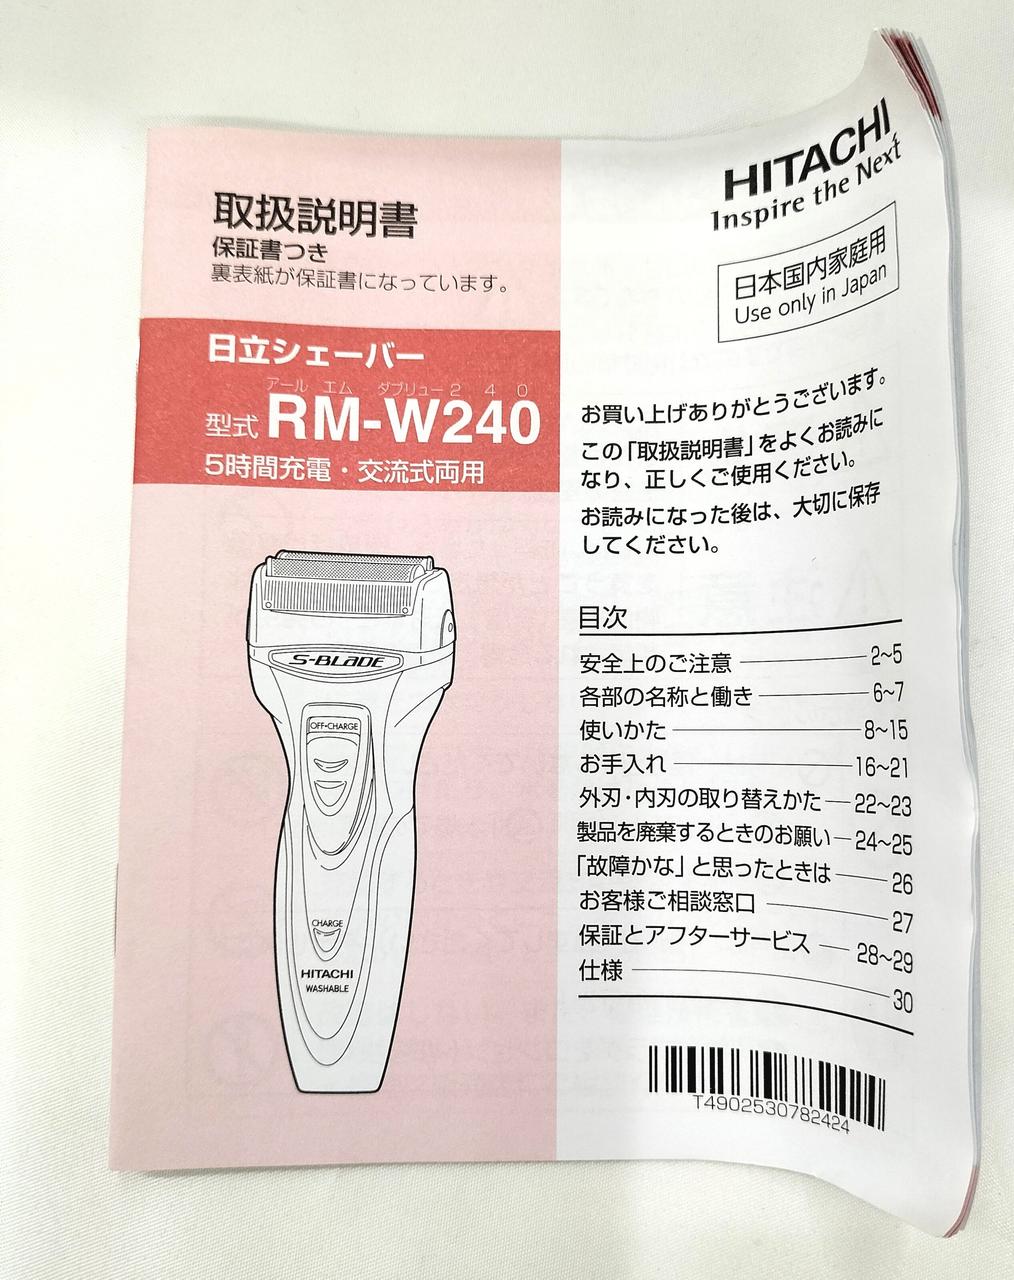 取扱説明書
保証書つき
裏表紙が保証書になっています。
日立シェーバー
アール エム ダブリュー 2 4 0
型式 RM-W240
5時間充電・交流式両用
S-BLADE
OFF•CHARGE
CHARGE
HITACHI
WASHABLE
HITACHI
Inspire the Next
日本国内家庭用
Use only in Japan
お買い上げありがとうございます。
この「取扱説明書」をよくお読みに
なり、正しくご使用ください。
お読みになった後は、大切に保存
してください。
目次
安全上のご注意 2~5
各部の名称と働き 6~7
使いかた 8~15
お手入れ 16~21
外刃・内刃の取り替えかた 22~23
製品を廃棄するときのお願い 24~25
「故障かな」と思ったときは 26
お客様ご相談窓口 27
保証とアフターサービス 28~29
仕様 30
T4902530782424